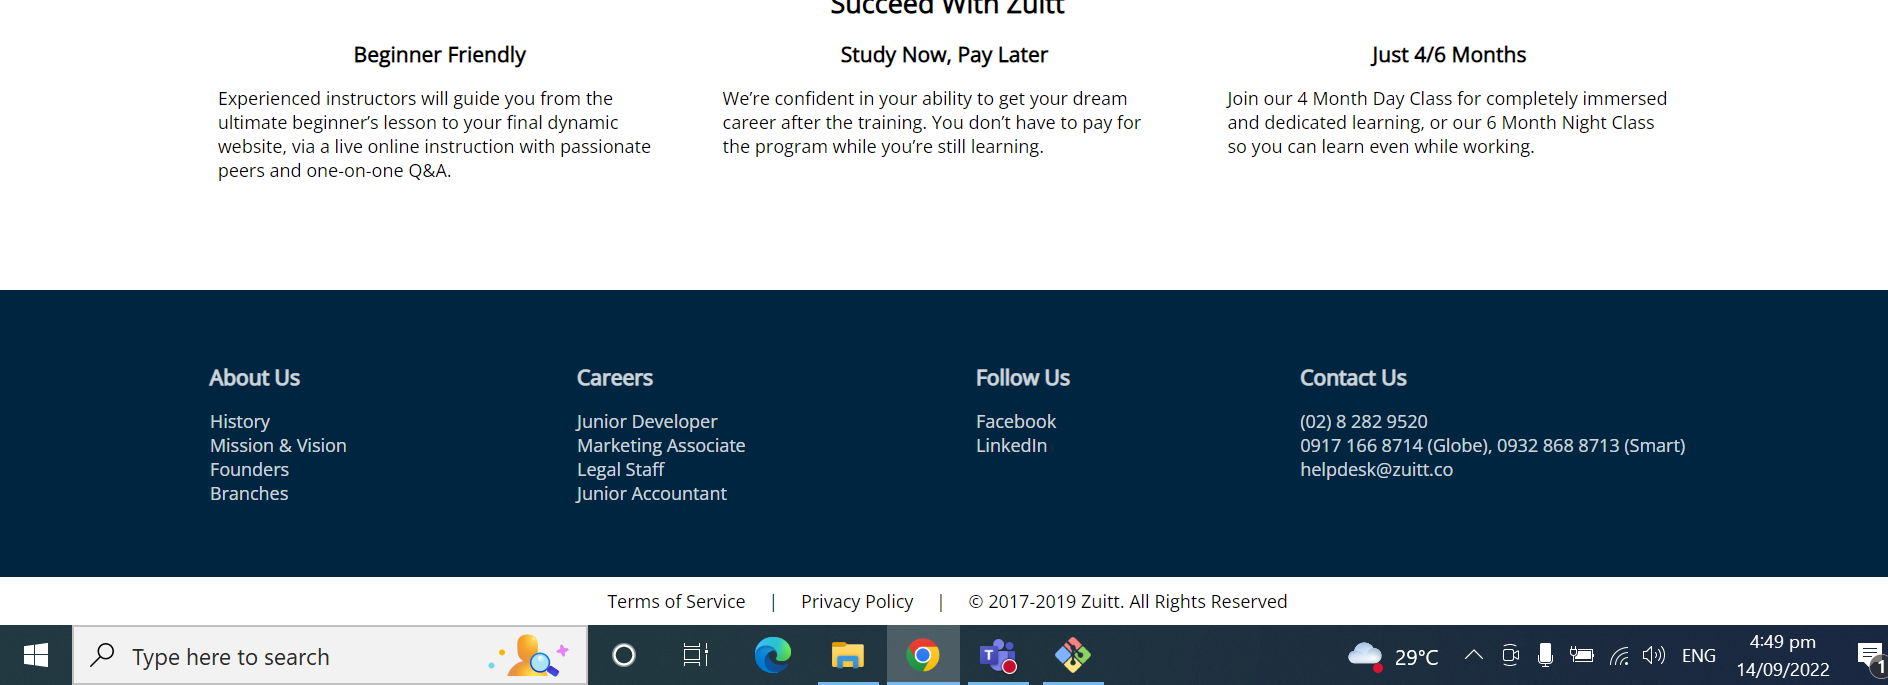 Succeed With Zuitt
Beginner Friendly
Experienced instructors will guide you from the
ultimate beginner’s lesson to your final dynamic
website, via a live online instruction with passionate
peers and one-on-one Q&A.
Study Now, Pay Later
We’re confident in your ability to get your dream
career after the training. You don’t have to pay for
the program while you’re still learning.
Just 4/6 Months
Join our 4 Month Day Class for completely immersed
and dedicated learning, or our 6 Month Night Class
so you can learn even while working.
About Us
History
Mission & Vision
Founders
Branches
Careers
Junior Developer
Marketing Associate
Legal Staff
Junior Accountant
Follow Us
Facebook
LinkedIn
Contact Us
(02) 8 282 9520
0917 166 8714 (Globe), 0932 868 8713 (Smart)
helpdesk@zuitt.co
Terms of Service | Privacy Policy | © 2017-2019 Zuitt. All Rights Reserved
Type here to search
T
29°C
ENG
4:49 pm
14/09/2022
1